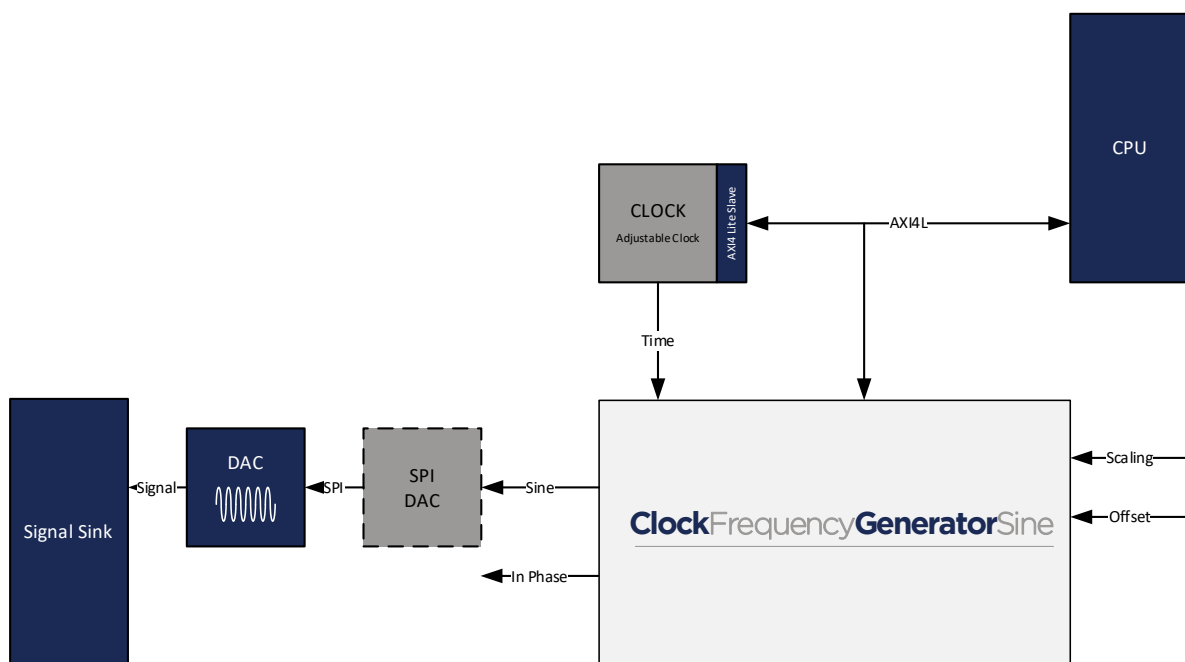 CPU
CLOCK
Adjustable Clock
AXI4 Lite Slave
AXI4L
Time
Scaling
DAC
SPI
DAC
Signal
SPI
Sine
Offset
ClockFrequencyGeneratorSine
Signal Sink
In Phase